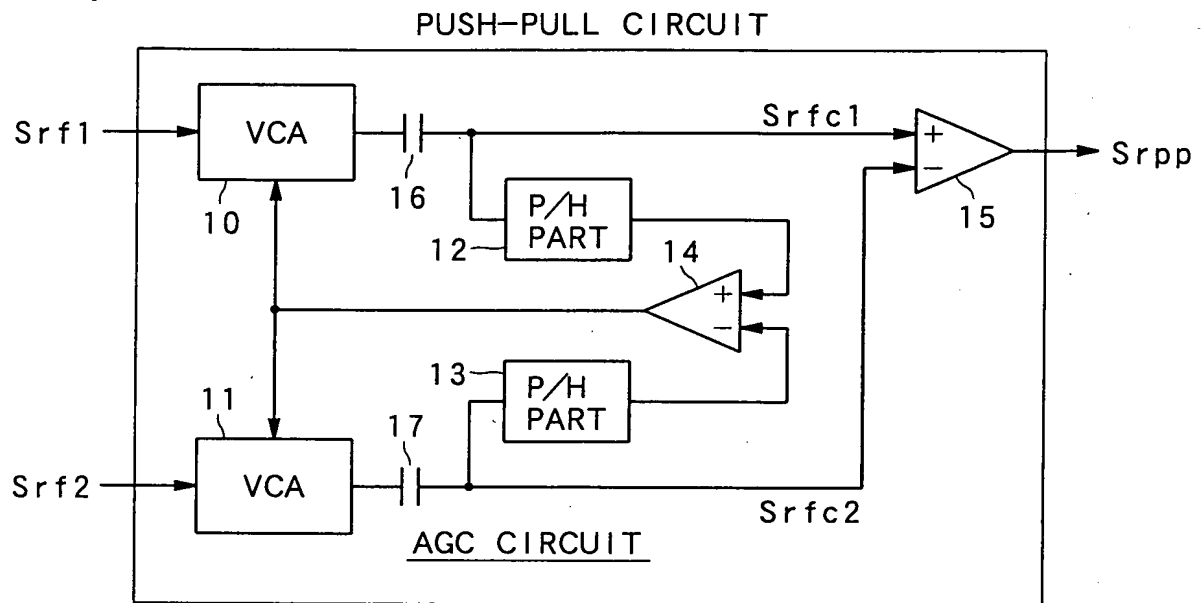 PUSH-PULL CIRCUIT
Srf1
VCA
10
16
Srfc1
+
−
15
Srpp
P/H
PART
12
14
+
−
13
P/H
PART
11
17
Srf2
VCA
Srfc2
AGC CIRCUIT